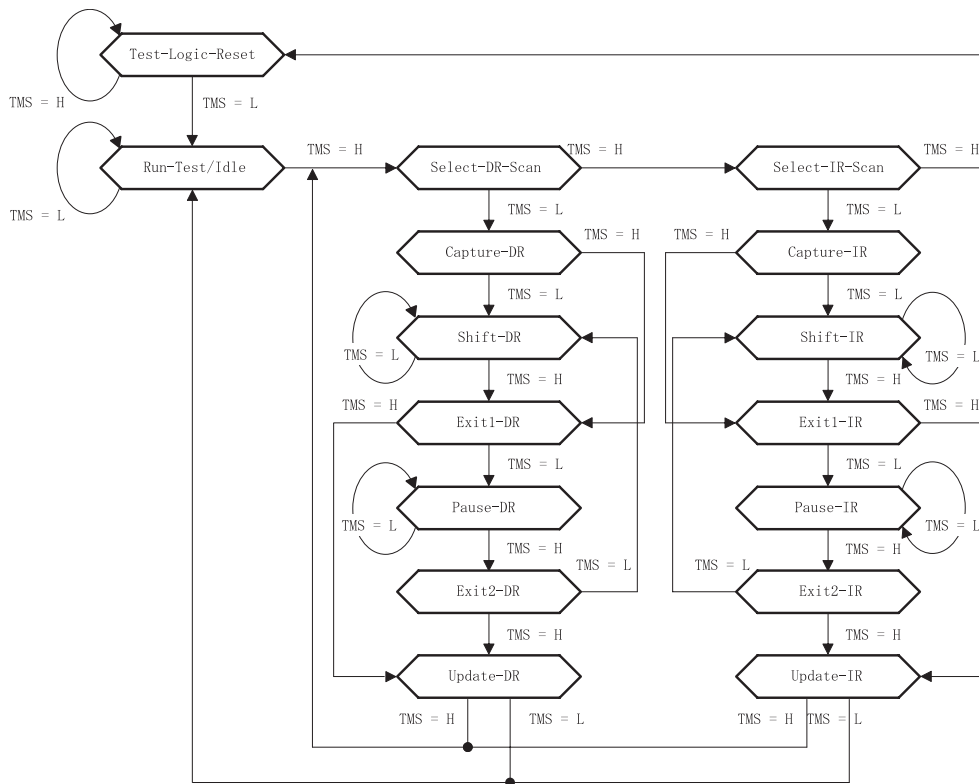 Test-Logic-Reset
TMS = H
TMS = L
Run-Test/Idle
TMS = H
Select-DR-Scan
TMS = H
Select-IR-Scan
TMS = H
TMS = L
TMS = L
TMS = L
Capture-DR
TMS = H
TMS = H
Capture-IR
TMS = L
TMS = L
Shift-DR
Shift-IR
TMS = L
TMS = L
TMS = H
TMS = H
TMS = H
Exit1-DR
Exit1-IR
TMS = H
TMS = L
TMS = L
Pause-DR
Pause-IR
TMS = L
TMS = L
TMS = H
TMS = H
Exit2-DR
TMS = L
TMS = L
Exit2-IR
TMS = H
TMS = H
Update-DR
Update-IR
TMS = H
TMS = L
TMS = H
TMS = L